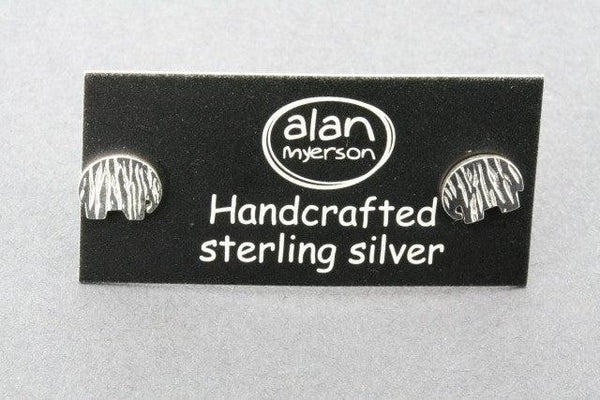 alan
myerson
Handcrafted
sterling silver